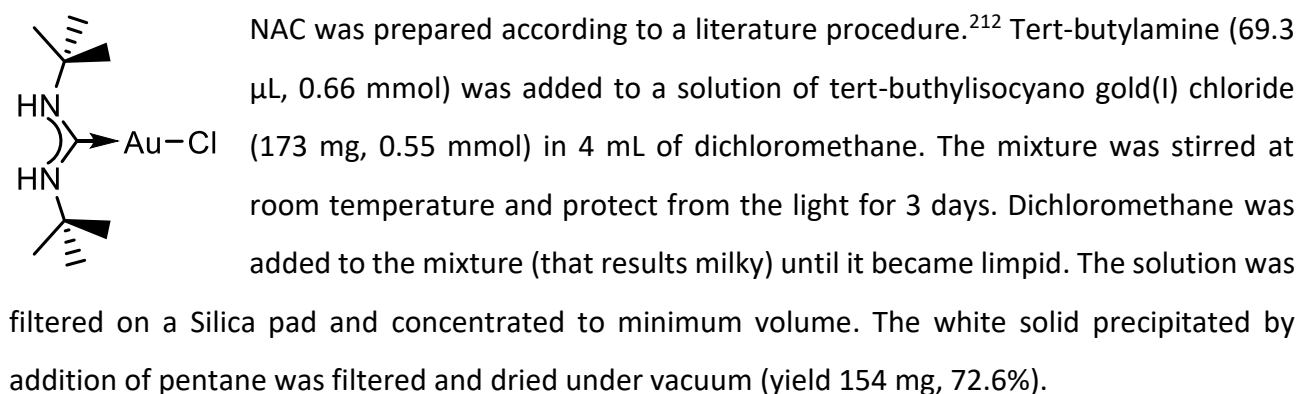 NAC was prepared according to a literature procedure.²¹² Tert-butylamine (69.3
μL, 0.66 mmol) was added to a solution of tert-buthylisocyano gold(I) chloride
(173 mg, 0.55 mmol) in 4 mL of dichloromethane. The mixture was stirred at
room temperature and protect from the light for 3 days. Dichloromethane was
added to the mixture (that results milky) until it became limpid. The solution was
filtered on a Silica pad and concentrated to minimum volume. The white solid precipitated by
addition of pentane was filtered and dried under vacuum (yield 154 mg, 72.6%).
HN
Au Cl
HN